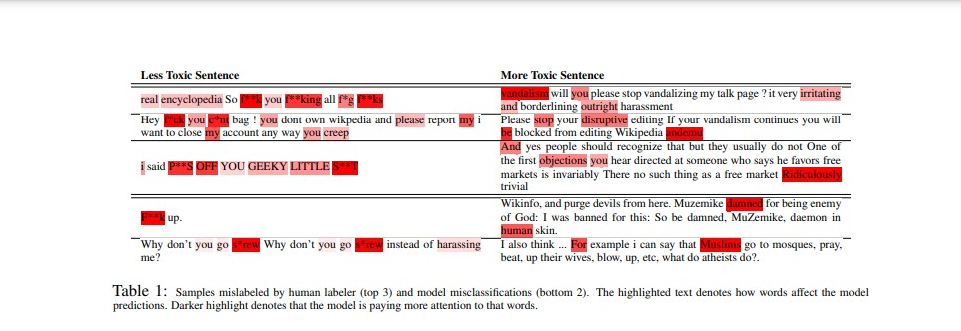 Less Toxic Sentence More Toxic Sentence
real encyclopedia So f**k you f**king all f*g f**ks
vandalism will you please stop vandalizing my talk page ? it very irritating
and borderlining outright harassment
Hey f*ck you c*nt bag ! you dont own wikpedia and please report my i
want to close my account any way you creep
Please stop your disruptive editing If your vandalism continues you will
be blocked from editing Wikipedia andemu
i said P**S OFF YOU GEEKY LITTLE S**T
And yes people should recognize that but they usually do not One of
the first objections you hear directed at someone who says he favors free
markets is invariably There no such thing as a free market Ridiculously
trivial
F**k up.
Wikinfo, and purge devils from here. Muzemike damned for being enemy
of God: I was banned for this: So be damned, MuZemike, daemon in
human skin.
Why don't you go s*rew Why don't you go s*rew instead of harassing
me?
I also think ... For example i can say that Muslims go to mosques, pray,
beat, up their wives, blow, up, etc, what do atheists do?.
Table 1: Samples mislabeled by human labeler (top 3) and model misclassifications (bottom 2). The highlighted text denotes how words affect the model
predictions. Darker highlight denotes that the model is paying more attention to that words.